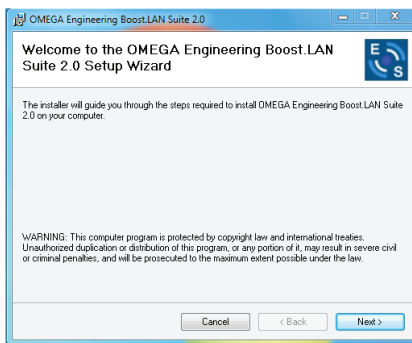 OMEGA Engineering Boost.LAN Suite 2.0
Welcome to the OMEGA Engineering Boost.LAN
Suite 2.0 Setup Wizard
E
S
The installer will guide you through the steps required to install OMEGA Engineering Boost.LAN Suite
2.0 on your computer.
WARNING: This computer program is protected by copyright law and international treaties.
Unauthorized duplication or distribution of this program, or any portion of it, may result in severe civil
or criminal penalties, and will be prosecuted to the maximum extent possible under the law.
Cancel < Back Next >